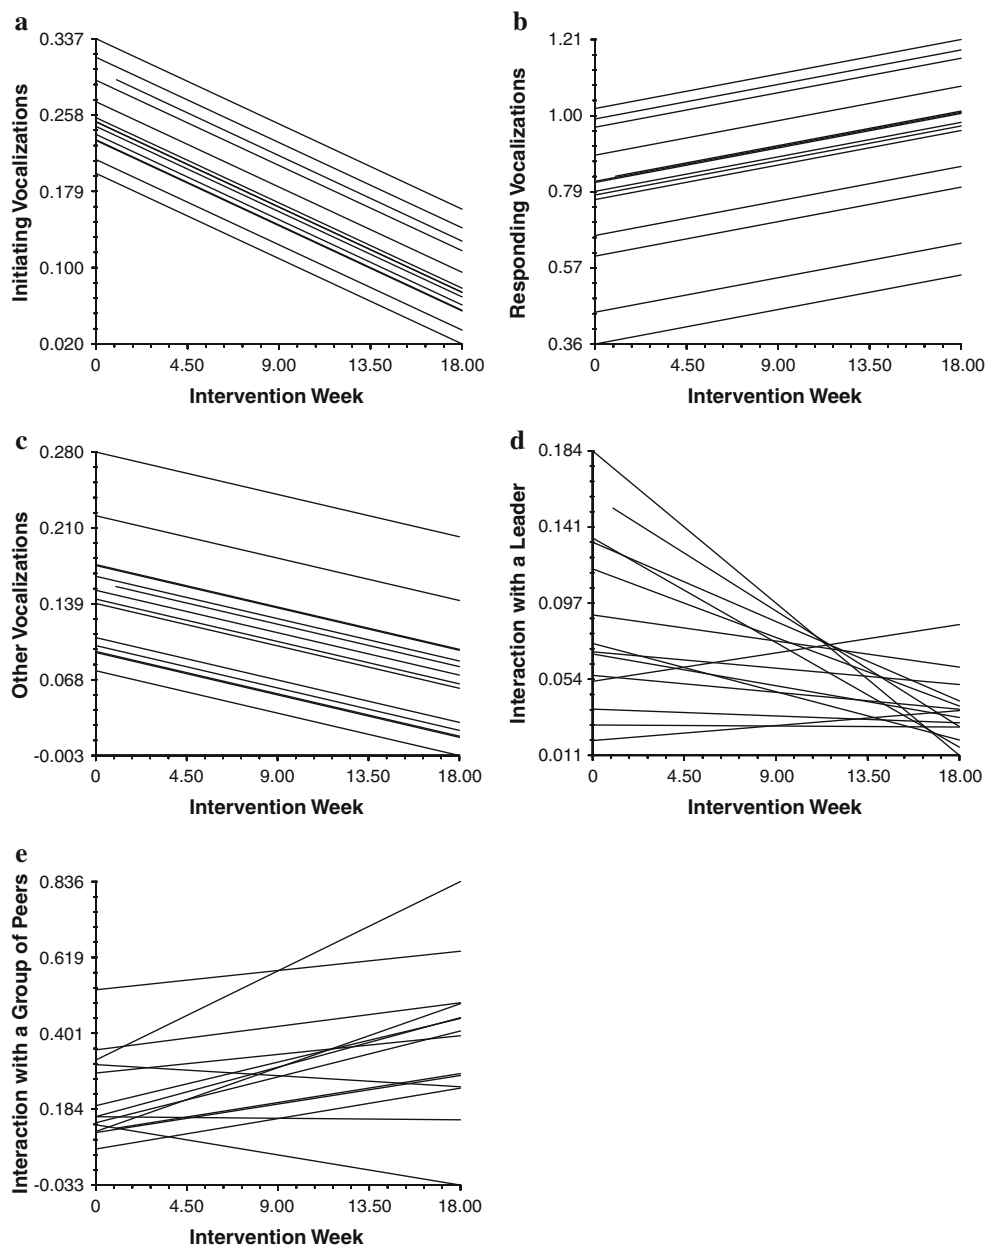 a
0.337
0.258
0.179
0.100
0.020
Initiating Vocalizations
0 4.50 9.00 13.50 18.00
Intervention Week
b
1.21
1.00
0.79
0.57
0.36
Responding Vocalizations
0 4.50 9.00 13.50 18.00
Intervention Week
c
0.280
0.210
0.139
0.068
-0.003
Other Vocalizations
0 4.50 9.00 13.50 18.00
Intervention Week
d
0.184
0.141
0.097
0.054
0.011
Interaction with a Leader
0 4.50 9.00 13.50 18.00
Intervention Week
e
0.836
0.619
0.401
0.184
-0.033
Interaction with a Group of Peers
0 4.50 9.00 13.50 18.00
Intervention Week